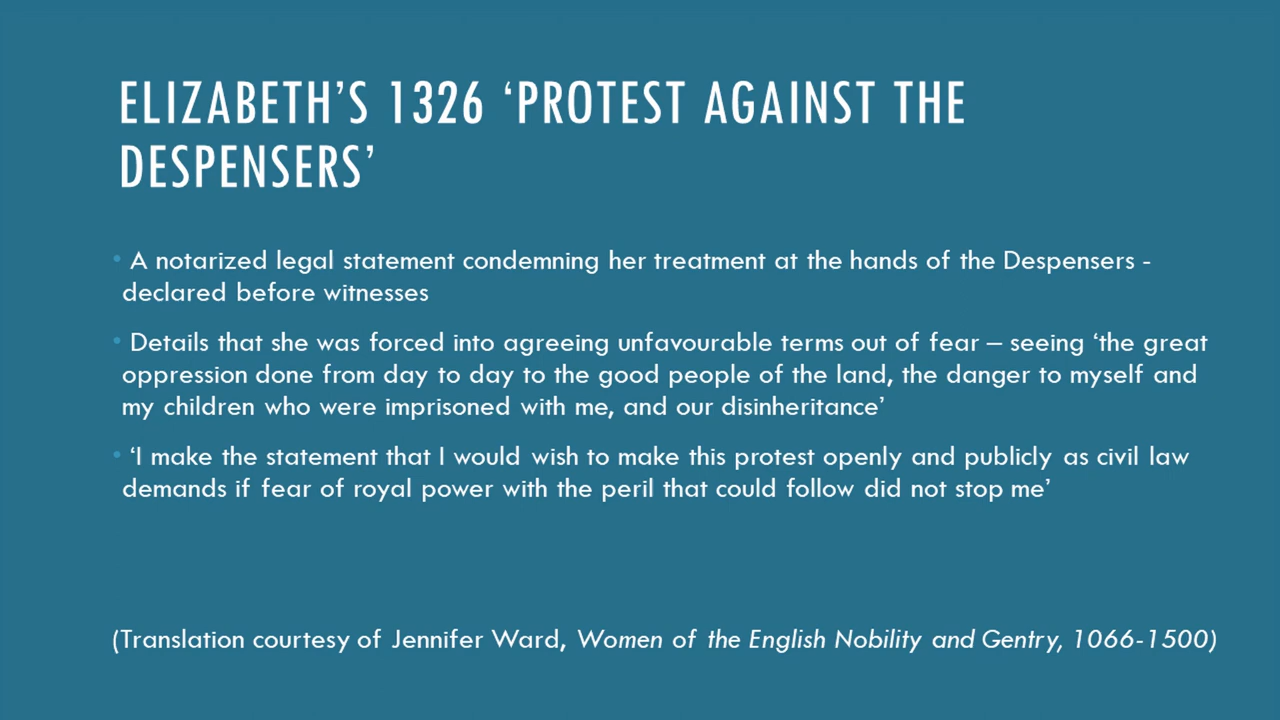 ELIZABETH'S 1326 ‘PROTEST AGAINST THE
DESPENSERS’
• A notarized legal statement condemning her treatment at the hands of the Despensers -
declared before witnesses
• Details that she was forced into agreeing unfavourable terms out of fear – seeing ‘the great
oppression done from day to day to the good people of the land, the danger to myself and
my children who were imprisoned with me, and our disinheritance’
• ‘I make the statement that I would wish to make this protest openly and publicly as civil law
demands if fear of royal power with the peril that could follow did not stop me’
(Translation courtesy of Jennifer Ward, Women of the English Nobility and Gentry, 1066-1500)